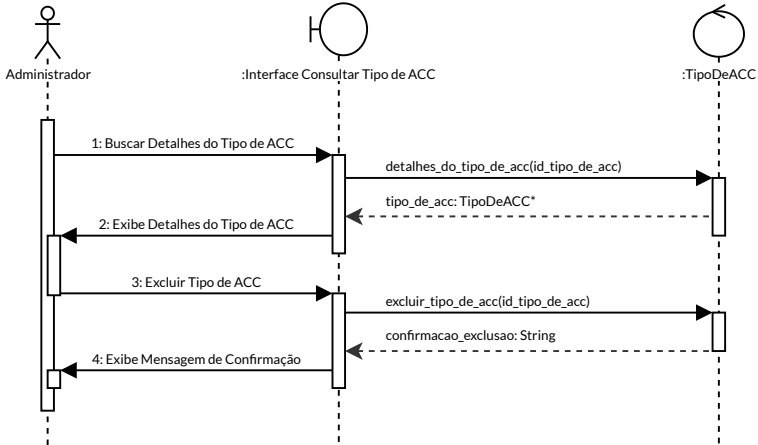 Administrador
:Interface Consultar Tipo de ACC
:TipoDeACC
1: Buscar Detalhes do Tipo de ACC
detalhes_do_tipo_de_acc(id_tipo_de_acc)
tipo_de_acc: TipoDeACC*
2: Exibe Detalhes do Tipo de ACC
3: Excluir Tipo de ACC
excluir_tipo_de_acc(id_tipo_de_acc)
confirmacao_exclusao: String
4: Exibe Mensagem de Confirmação